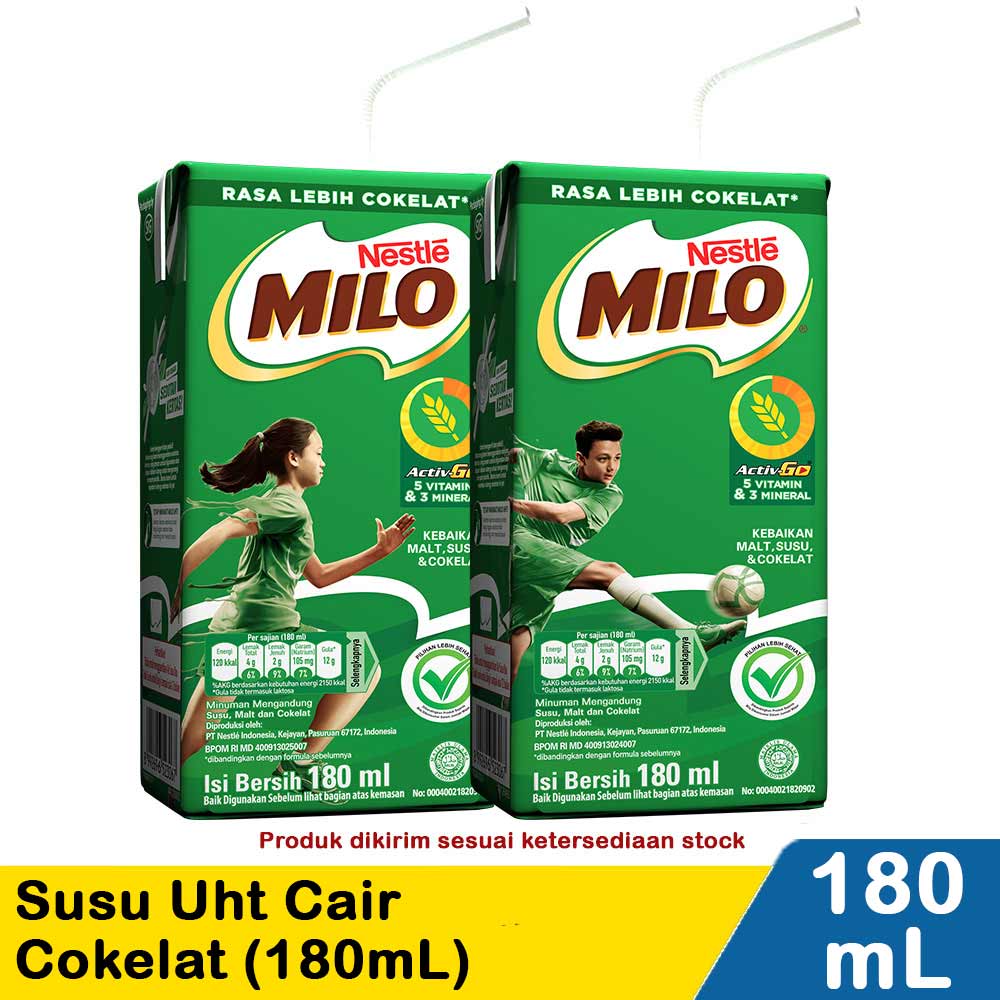 RASA LEBIH COKELAT*
Nestlé
MILO
Activ-Go
5 VITAMIN
& 3 MINERAL
KEBAIKA
MALT, SUS
& COKELA
Per sajian (180 ml)
Energi
120 kkal
Lemak Total
4 g
6%
Lemak Jenuh
2 g
9%
Garam (Natrium)
105 mg
7%
Gula*
12 g
Selengkapnya
%AKG berdasarkan kebutuhan energi 2150 kkal
*Gula tidak termasuk laktosa
Minuman Mengandung
Susu, Malt dan Cokelat
Diproduksi oleh:
PT Nestlé Indonesia, Kejayan, Pasuruan 67172, Indonesia
BPOM RI MD 400913025007
*dibandingkan dengan formula sebelumnya
Isi Bersih 180 ml
Baik Digunakan Sebelum lihat bagian atas kemasan
No: 00040021820
RASA LEBIH COKELAT*
Nestlé
MILO®
Activ-Go
5 VITAMIN
& 3 MINERAL
KEBAIKAN
MALT, SUSU,
& COKELAT
Per sajian (180 ml)
Energi
120 kkal
Lemak Total
4 g
6%
Lemak Jenuh
2 g
9%
Garam (Natrium)
105 mg
7%
Gula*
12 g
Selengkapnya
%AKG berdasarkan kebutuhan energi 2150 kkal
*Gula tidak termasuk laktosa
PILIHAN LEBIH SEHAT
Minuman Mengandung
Susu, Malt dan Cokelat
Diproduksi oleh:
PT Nestlé Indonesia, Kejayan, Pasuruan 67172, Indonesia
BPOM RI MD 400913024007
*dibandingkan dengan formula sebelumnya
Isi Bersih 180 ml
Baik Digunakan Sebelum lihat bagian atas kemasan
No: 00040021820902
Produk dikirim sesuai ketersediaan stock
Susu Uht Cair
Cokelat (180mL)
180
mL